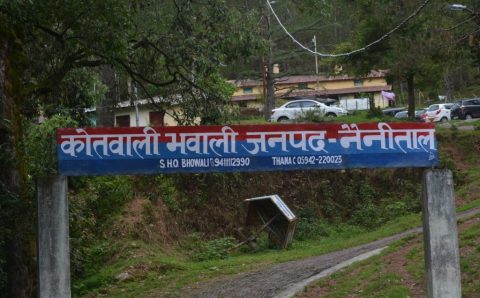 कोतवाली भवाली जनपद - नैनीताल
S.H.O. BHOWALI : 9411112990 THANA ( 05942-220023